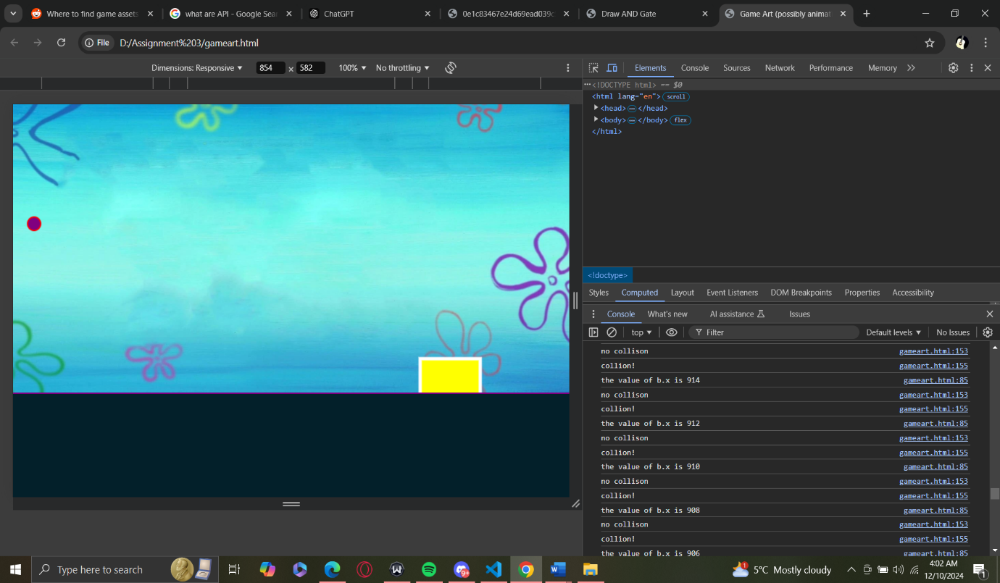 Where to find game assets
what are API - Google Sear
ChatGPT
0e1c83467e24d69ead039c
Draw AND Gate
Game Art (possibly animat
File
D:/Assignment%203/gameart.html
Dimensions: Responsive
854
×
582
100%
No throttling
Elements
Console
Sources
Network
Performance
Memory
<!DOCTYPE html> == $0
<html lang="en"> scroll
<head> </head>
<body> </body> flex
</html>
<!doctype>
Styles
Computed
Layout
Event Listeners
DOM Breakpoints
Properties
Accessibility
Console
What's new
AI assistance
Issues
top
Filter
Default levels
No Issues
no collison gameart.html:153
collion! gameart.html:155
the value of b.x is 914 gameart.html:85
no collison gameart.html:153
collion! gameart.html:155
the value of b.x is 912 gameart.html:85
no collison gameart.html:153
collion! gameart.html:155
the value of b.x is 910 gameart.html:85
no collison gameart.html:153
collion! gameart.html:155
the value of b.x is 908 gameart.html:85
no collison gameart.html:153
collion! gameart.html:155
the value of b.x is 906 gameart.html:85
Type here to search
9+
1
5°C Mostly cloudy
4:02 AM
12/10/2024
1